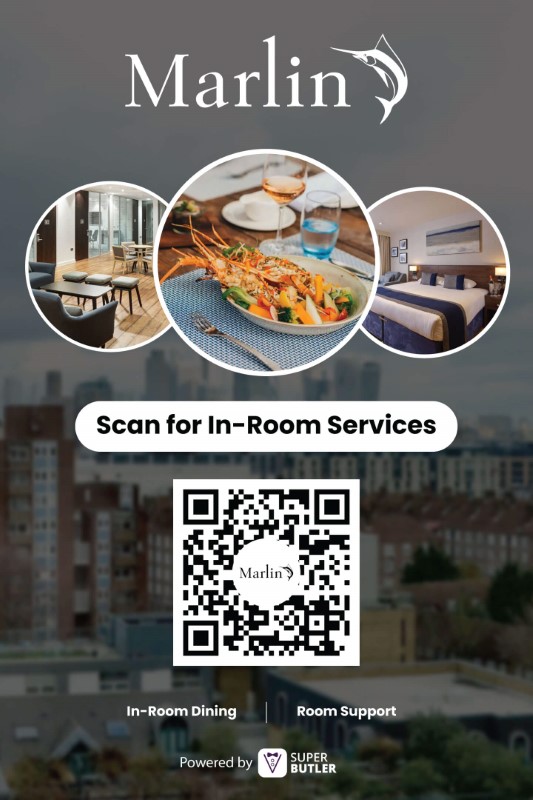 Marlin
Scan for In-Room Services
Marlin
In-Room Dining | Room Support
Powered by SUPER
BUTLER